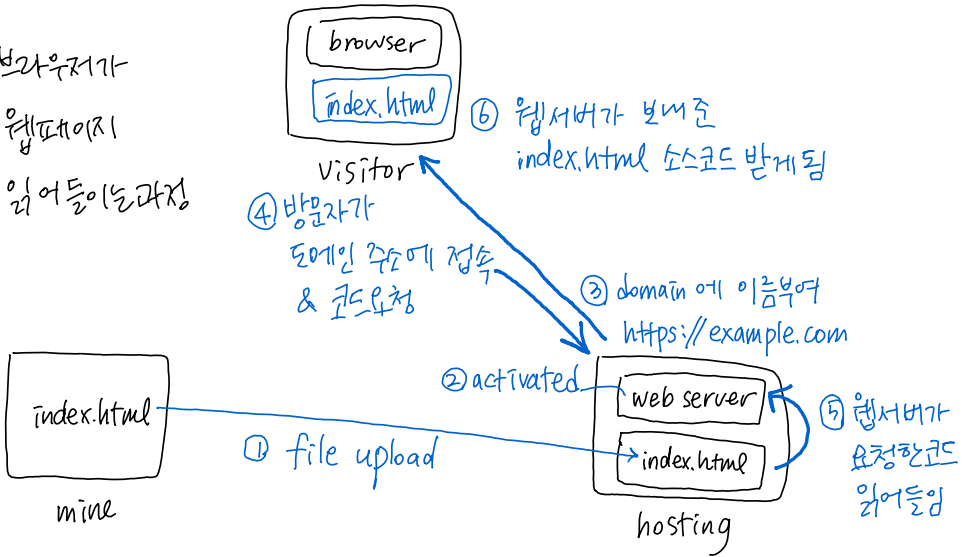 브라우저가
웹페이지
읽어들이는과정
browser
index.html
visitor
⑥ 웹서버가 보내준
index.html 소스코드 받게됨
④ 방문자가
도메인 주소에 접속
& 코드요청
③ domain 에 이름부여
https://example.com
② activated
web server
index.html
hosting
⑤ 웹서버가
요청한코드
읽어들임
index.html
mine
① file upload